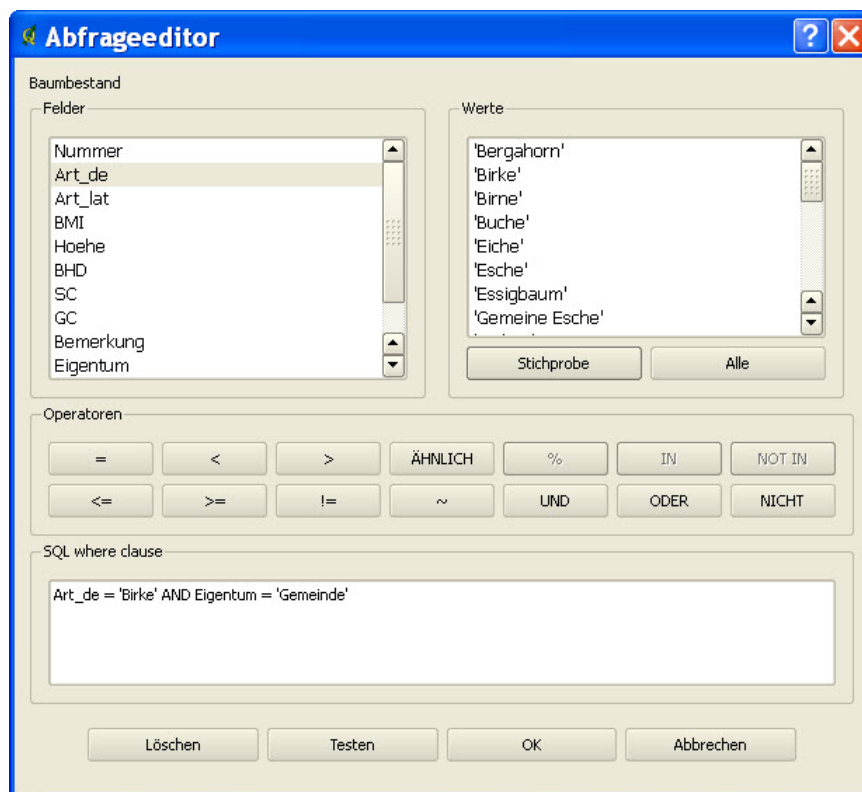 Abfrageeditor
Baumbestand
Felder
Nummer
Art_de
Art_lat
BMI
Hoehe
BHD
SC
GC
Bemerkung
Eigentum
Werte
'Bergahorn'
'Birke'
'Birne'
'Buche'
'Eiche'
'Esche'
'Essigbaum'
'Gemeine Esche'
Stichprobe Alle
Operatoren
= < > ÄHNLICH % IN NOT IN
<= >= != ~ UND ODER NICHT
SQL where clause
Art_de = 'Birke' AND Eigentum = 'Gemeinde'
Löschen Testen OK Abbrechen